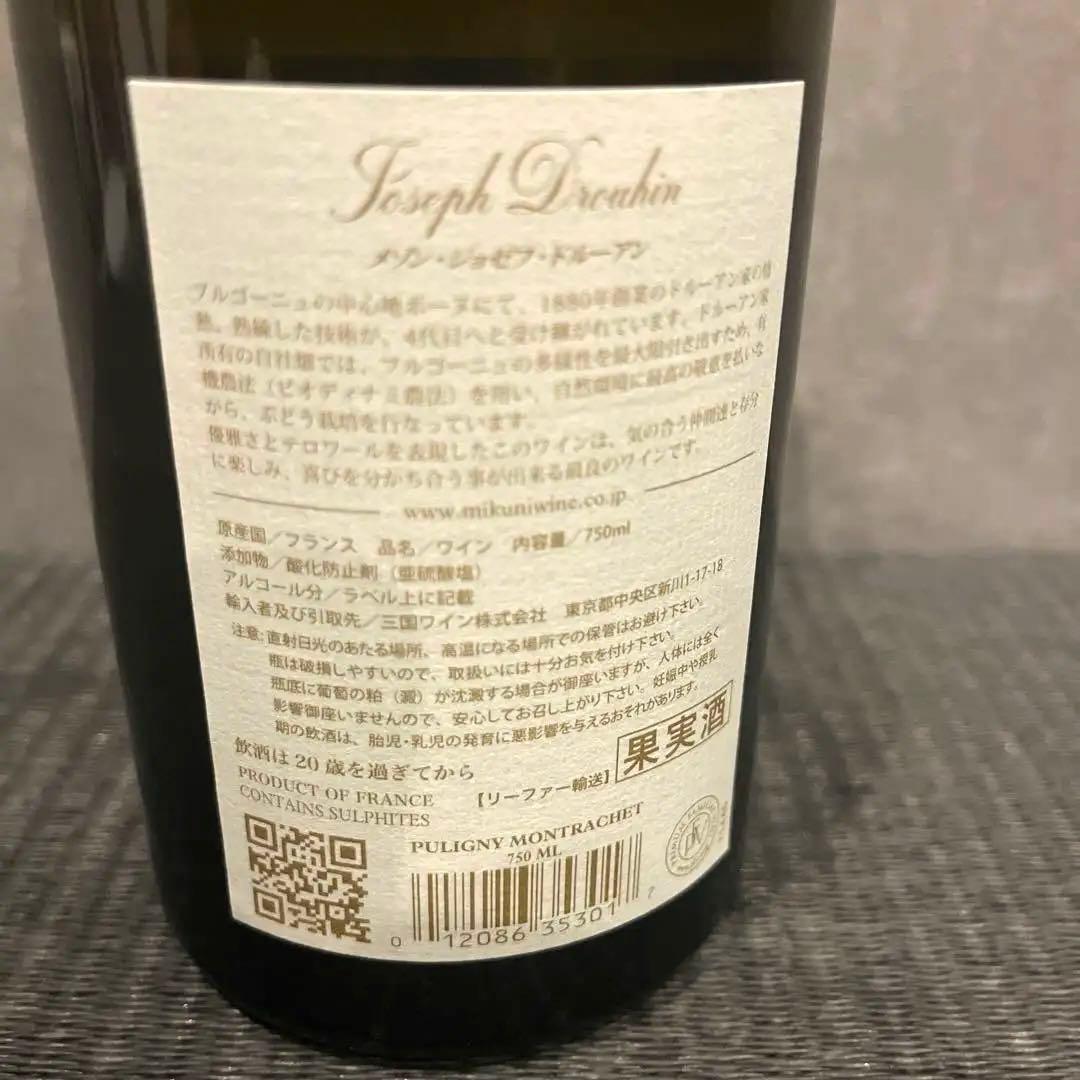 Joseph Drouhin
メゾン・ジョゼフ・ドルーアン
ブルゴーニュの中心地ボーヌにて、1880年創業のドルーアン家の情
熱、熟練した技術が、4代目へと受け継がれています。ドルーアン家
所有の自社畑では、ブルゴーニュの多様性を最大限引き出すため、有
機農法（ビオディナミ農法）を用い、自然環境に最高の敬意を払いな
がら、ぶどう栽培を行なっています。
優雅さとテロワールを表現したこのワインは、気の合う仲間達と存分
に楽しみ、喜びを分かち合う事が出来る最良のワインです。
www.mikuniwine.co.jp
原産国／フランス 品名／ワイン 内容量／750ml
添加物／酸化防止剤（亜硫酸塩）
アルコール分／ラベル上に記載
輸入者及び引取先／三国ワイン株式会社 東京都中央区新川1-17-18
注意: 直射日光のあたる場所、高温になる場所での保管はお避け下さい。
瓶は破損しやすいので、取扱いには十分お気を付け下さい。
瓶底に葡萄の粕（澱）が沈澱する場合が御座いますが、人体には全く
影響御座いませんので、安心してお召し上がり下さい。妊娠中や授乳
期の飲酒は、胎児・乳児の発育に悪影響を与えるおそれがあります。
飲酒は20歳を過ぎてから
【リーファー輸送】
果実酒
PRODUCT OF FRANCE
CONTAINS SULPHITES
PULIGNY MONTRACHET
750 ML
0 12086 35301 7